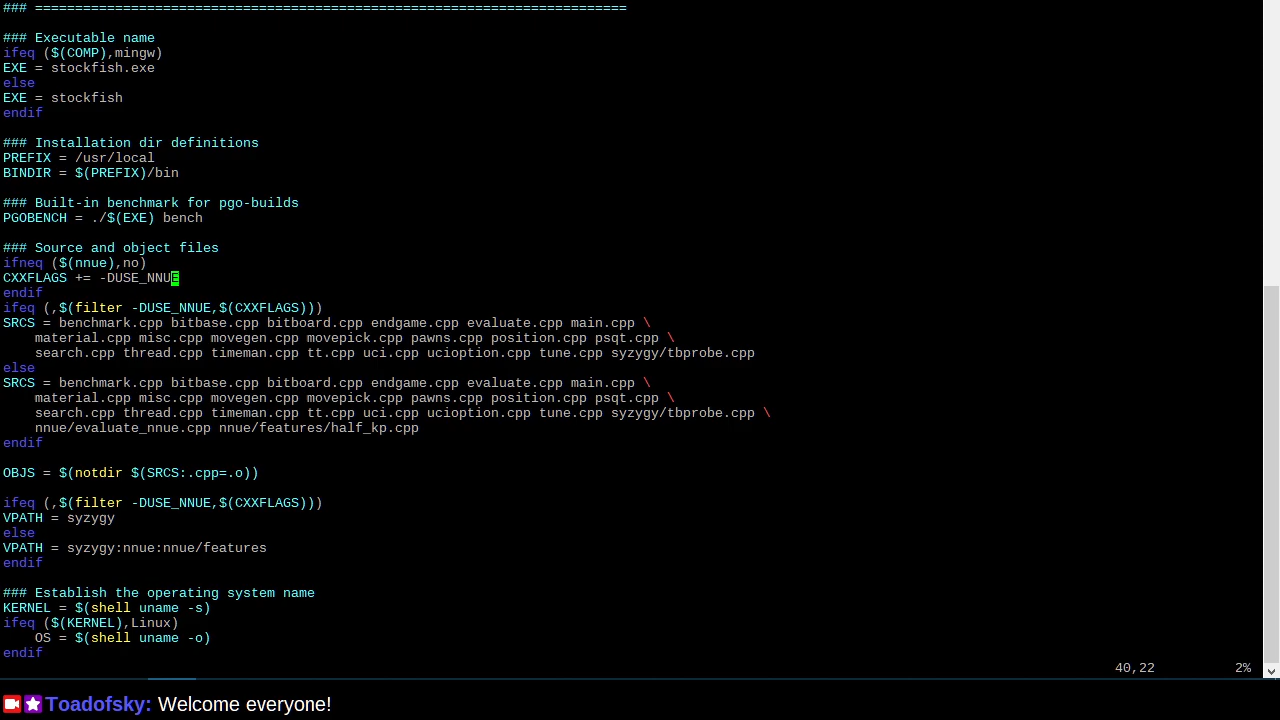 ### ==========================================================================
### Executable name
ifeq ($(COMP),mingw)
EXE = stockfish.exe
else
EXE = stockfish
endif
### Installation dir definitions
PREFIX = /usr/local
BINDIR = $(PREFIX)/bin
### Built-in benchmark for pgo-builds
PGOBENCH = ./$(EXE) bench
### Source and object files
ifneq ($(nnue),no)
CXXFLAGS += -DUSE_NNUE
endif
ifeq (,$(filter -DUSE_NNUE,$(CXXFLAGS)))
SRCS = benchmark.cpp bitbase.cpp bitboard.cpp endgame.cpp evaluate.cpp main.cpp \
    material.cpp misc.cpp movegen.cpp movepick.cpp pawns.cpp position.cpp psqt.cpp \
    search.cpp thread.cpp timeman.cpp tt.cpp uci.cpp ucioption.cpp tune.cpp syzygy/tbprobe.cpp
else
SRCS = benchmark.cpp bitbase.cpp bitboard.cpp endgame.cpp evaluate.cpp main.cpp \
    material.cpp misc.cpp movegen.cpp movepick.cpp pawns.cpp position.cpp psqt.cpp \
    search.cpp thread.cpp timeman.cpp tt.cpp uci.cpp ucioption.cpp tune.cpp syzygy/tbprobe.cpp \
    nnue/evaluate_nnue.cpp nnue/features/half_kp.cpp
endif
OBJS = $(notdir $(SRCS:.cpp=.o))
ifeq (,$(filter -DUSE_NNUE,$(CXXFLAGS)))
VPATH = syzygy
else
VPATH = syzygy:nnue:nnue/features
endif
### Establish the operating system name
KERNEL = $(shell uname -s)
ifeq ($(KERNEL),Linux)
    OS = $(shell uname -o)
endif
40,22 2%
Toadofsky: Welcome everyone!